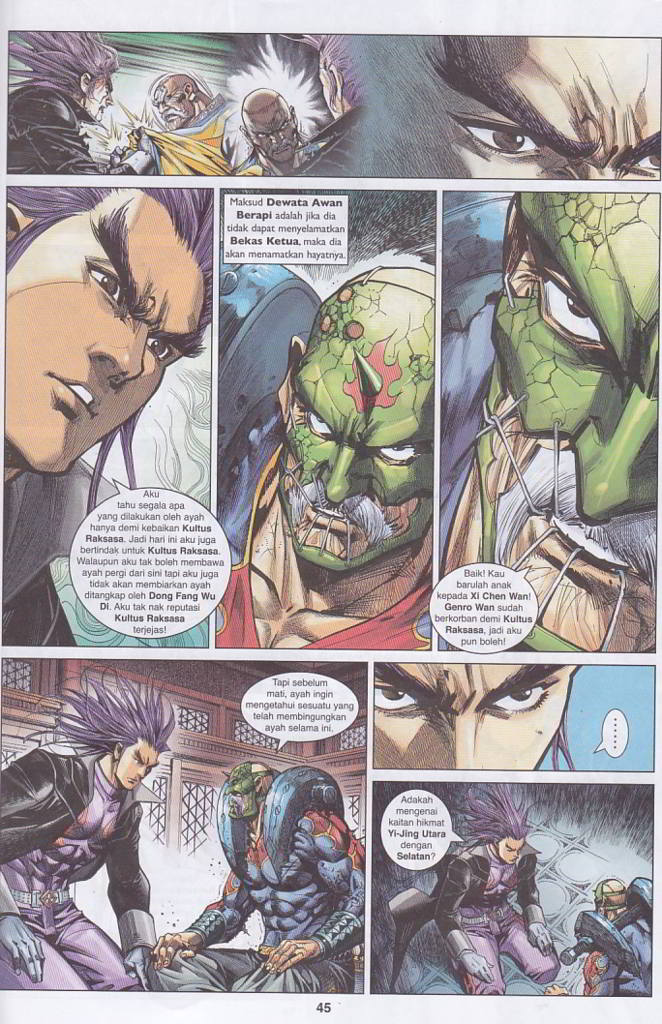 Maksud Dewata Awan
Berapi adalah jika dia
tidak dapat menyelamatkan
Bekas Ketua, maka dia
akan menamatkan hayatnya.
Aku
tahu segala apa
yang dilakukan oleh ayah
hanya demi kebaikan Kultus
Raksasa. Jadi hari ini aku juga
bertindak untuk Kultus Raksasa.
Walaupun aku tak boleh membawa
ayah pergi dari sini tapi aku juga
tidak akan membiarkan ayah
ditangkap oleh Dong Fang Wu
Di. Aku tak nak reputasi
Kultus Raksasa
terjejas!
Baik! Kau
barulah anak
kepada Xi Chen Wan!
Genro Wan sudah
berkorban demi Kultus
Raksasa, jadi aku
pun boleh!
Tapi sebelum
mati, ayah ingin
mengetahui sesuatu yang
telah membingungkan
ayah selama ini.
......
Adakah
mengenai
kaitan hikmat
Yi-Jing Utara
dengan
Selatan?
45